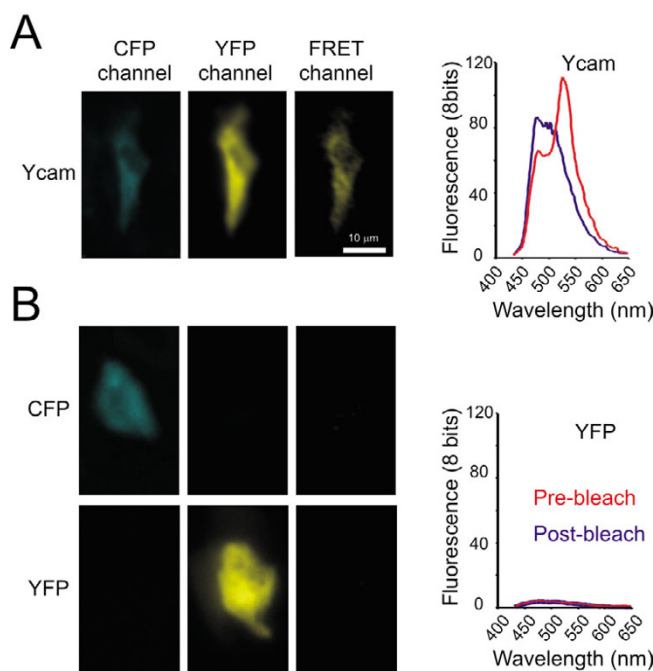 A
CFP channel
YFP channel
FRET channel
Ycam
10 μm
Fluorescence (8bits)
120
80
40
0
Ycam
400 450 500 550 600 650
Wavelength (nm)
B
CFP
YFP
Fluorescence (8 bits)
120
80
40
0
YFP
Pre-bleach
Post-bleach
400 450 500 550 600 650
Wavelength (nm)